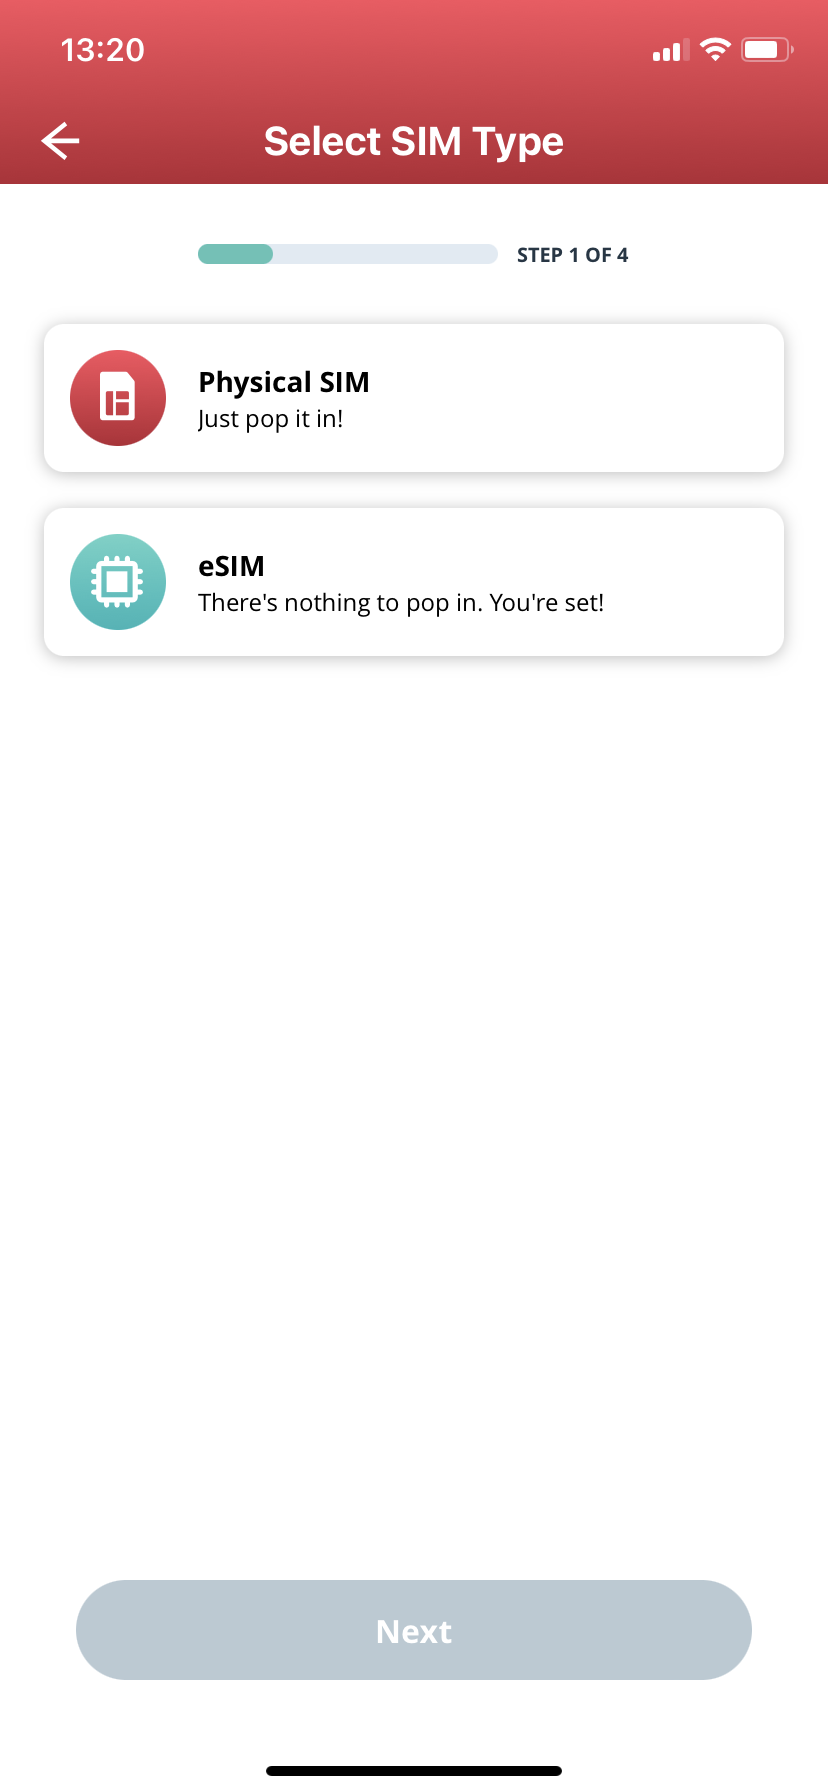 13:20
Select SIM Type
STEP 1 OF 4
Physical SIM
Just pop it in!
eSIM
There's nothing to pop in. You're set!
Next